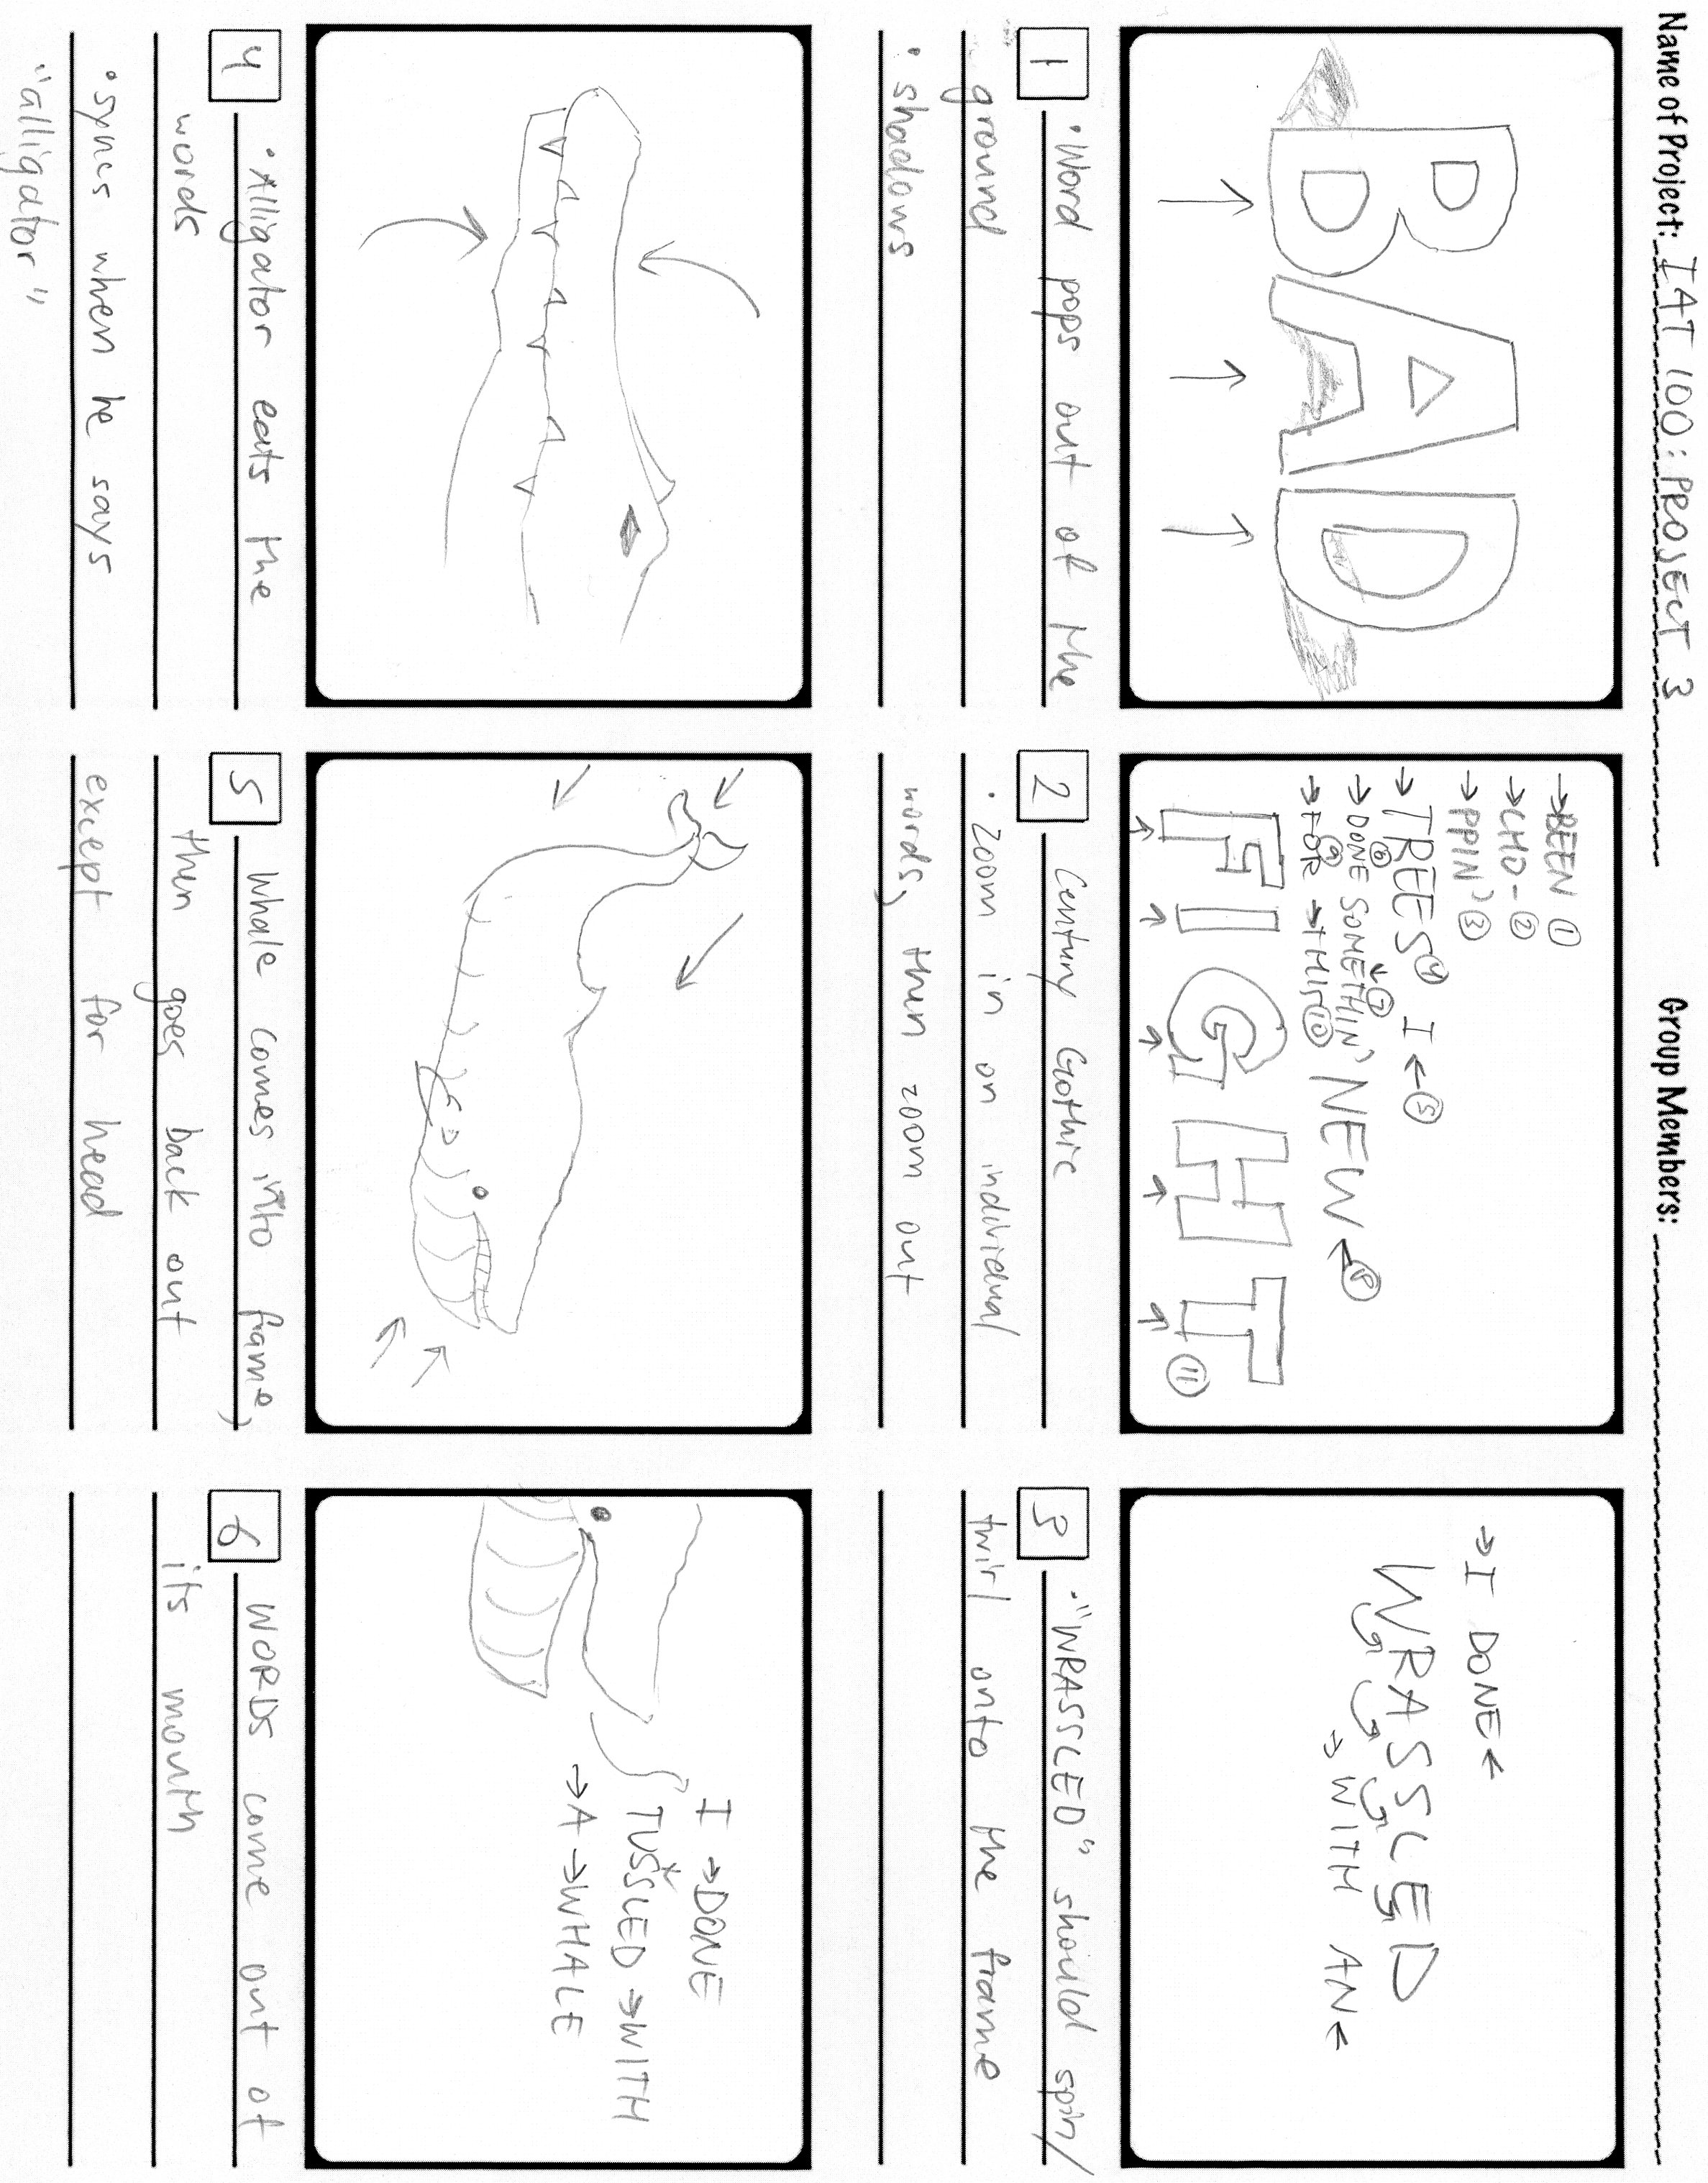 Name of Project: IAT 100: PROJECT 3
Group Members:
BAD
→BEEN ①
→CHO- ②
→PPIN' ③
→TREES ④ I ← ⑤
⑥ ↓ ⑦
→DONE SOMETHIN' NEW ← ⑧
⑨
→FOR →THIS ⑩
FIGHT ⑪
→I DONE←
WRASSLED
→WITH AN←
1 •Word pops out of the
ground
• shadows
2 Century Gothic
• zoom in on individual
words, then zoom out
3 •"WRASSLED" should spin/
twirl onto the frame
I →DONE
TUSSLED →WITH
→A →WHALE
4 •Alligator eats the
words
•syncs when he says
"alligator"
5 Whale comes into frame,
then goes back out
except for head
6 WORDS come out of
its mouth